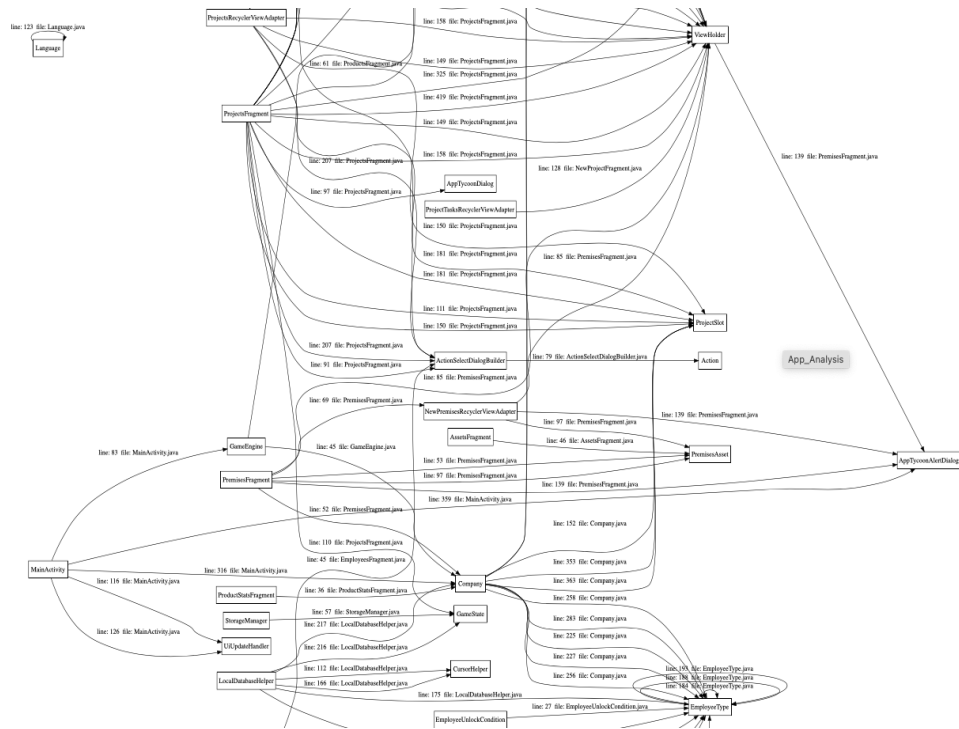 ProjectsRecyclerViewAdapter
line: 158 file: ProjectsFragment.java
ViewHolder
line: 123 file: Language.java
Language
line: 61 file: ProductsFragment.java
line: 149 file: ProjectsFragment.java
line: 325 file: ProjectsFragment.java
line: 419 file: ProjectsFragment.java
ProjectsFragment
line: 149 file: ProjectsFragment.java
line: 158 file: ProjectsFragment.java
line: 139 file: PremisesFragment.java
line: 207 file: ProjectsFragment.java
line: 128 file: NewProjectFragment.java
AppTycoonDialog
line: 97 file: ProjectsFragment.java
ProjectTasksRecyclerViewAdapter
line: 150 file: ProjectsFragment.java
line: 181 file: ProjectsFragment.java
line: 85 file: PremisesFragment.java
line: 181 file: ProjectsFragment.java
line: 111 file: ProjectsFragment.java
line: 150 file: ProjectsFragment.java
ProjectSlot
line: 207 file: ProjectsFragment.java
line: 91 file: ProjectsFragment.java
ActionSelectDialogBuilder
line: 79 file: ActionSelectDialogBuilder.java
Action
App_Analysis
line: 85 file: PremisesFragment.java
line: 69 file: PremisesFragment.java
NewPremisesRecyclerViewAdapter
line: 139 file: PremisesFragment.java
line: 97 file: PremisesFragment.java
AssetsFragment
line: 46 file: AssetsFragment.java
GameEngine
line: 45 file: GameEngine.java
line: 83 file: MainActivity.java
PremisesAsset
AppTycoonAlertDialog
line: 53 file: PremisesFragment.java
line: 97 file: PremisesFragment.java
PremisesFragment
line: 139 file: PremisesFragment.java
line: 359 file: MainActivity.java
line: 52 file: PremisesFragment.java
line: 152 file: Company.java
line: 110 file: ProjectsFragment.java
line: 45 file: EmployeesFragment.java
line: 353 file: Company.java
MainActivity
line: 316 file: MainActivity.java
Company
line: 363 file: Company.java
line: 116 file: MainActivity.java
ProductStatsFragment
line: 36 file: ProductStatsFragment.java
line: 258 file: Company.java
line: 57 file: StorageManager.java
GameState
StorageManager
line: 217 file: LocalDatabaseHelper.java
line: 283 file: Company.java
line: 126 file: MainActivity.java
line: 225 file: Company.java
UiUpdateHandler
line: 216 file: LocalDatabaseHelper.java
line: 227 file: Company.java
line: 112 file: LocalDatabaseHelper.java
CursorHelper
line: 256 file: Company.java
line: 193 file: EmployeeType.java
LocalDatabaseHelper
line: 166 file: LocalDatabaseHelper.java
line: 184 file: EmployeeType.java
line: 175 file: LocalDatabaseHelper.java
line: 27 file: EmployeeUnlockCondition.java
EmployeeType
EmployeeUnlockCondition